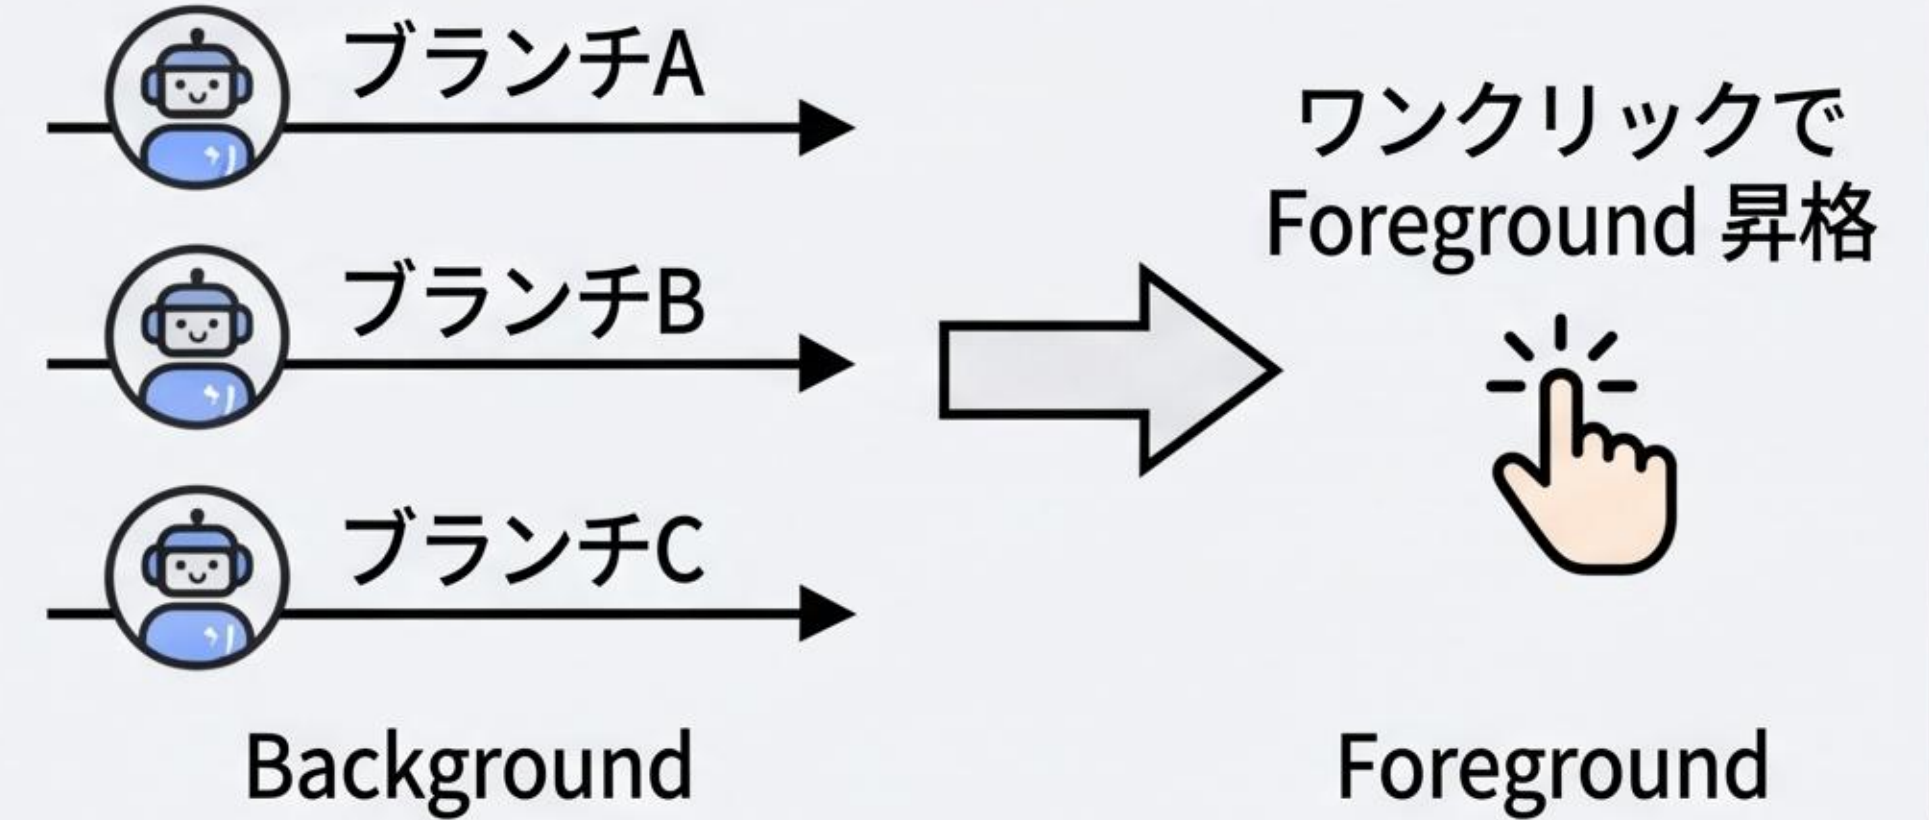 ブランチA
ブランチB
ブランチC
Background
ワンクリックで
Foreground 昇格
Foreground